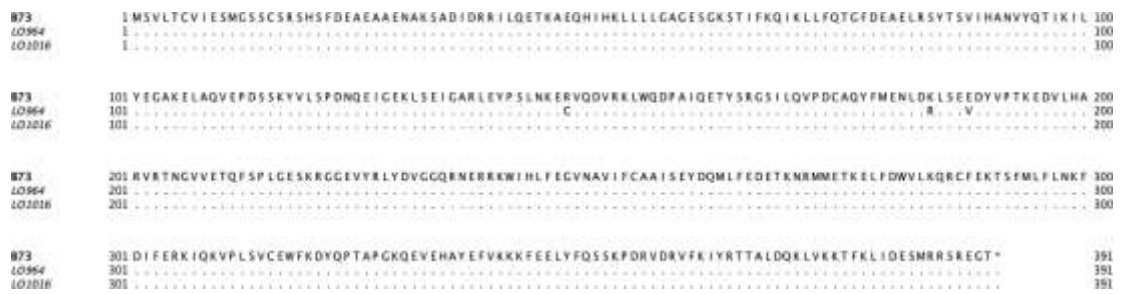 B73 1 MSVLTCVIESMGSSCSRSHSFDEAEAAENAKSADIDRRILQETKAEQHIHKLLLLGAGESGKSTIFKQIKLLFQTGFDEAELRSYTSVIHANVYQTIKIL 100
LO964 1 .................................................................................................... 100
LO1016 1 .................................................................................................... 100
B73 101 YEGAKELAQVEPDSSKYVLSPDNQEIGEKLSEIGARLEYPSLNKERVQDVRKLWQDPAIQETYSRGSILQVPDCAQYFMENLDKLSEEDYVPTKEDVLHA 200
LO964 101 .............................................C.....................................R...V............ 200
LO1016 101 .................................................................................................... 200
B73 201 RVRTNGVVETQFSPLGESKRGGEVYRLYDVGGQRNERRKWIHLFEGVNAVIFCAAISEYDQMLFEDETKNRMMETKELFDWVLKQRCFEKTSFMLFLNKF 300
LO964 201 .................................................................................................... 300
LO1016 201 .................................................................................................... 300
B73 301 DIFERKIQKVPLSVCEWFKDYQPTAPGKQEVEHAYEFVKKKFEELYFQSSKPDRVDRVFKIYRTTALDQKLVKKTFKLIDESMRRSREGT* 391
LO964 301 ........................................................................................... 391
LO1016 301 ........................................................................................... 391